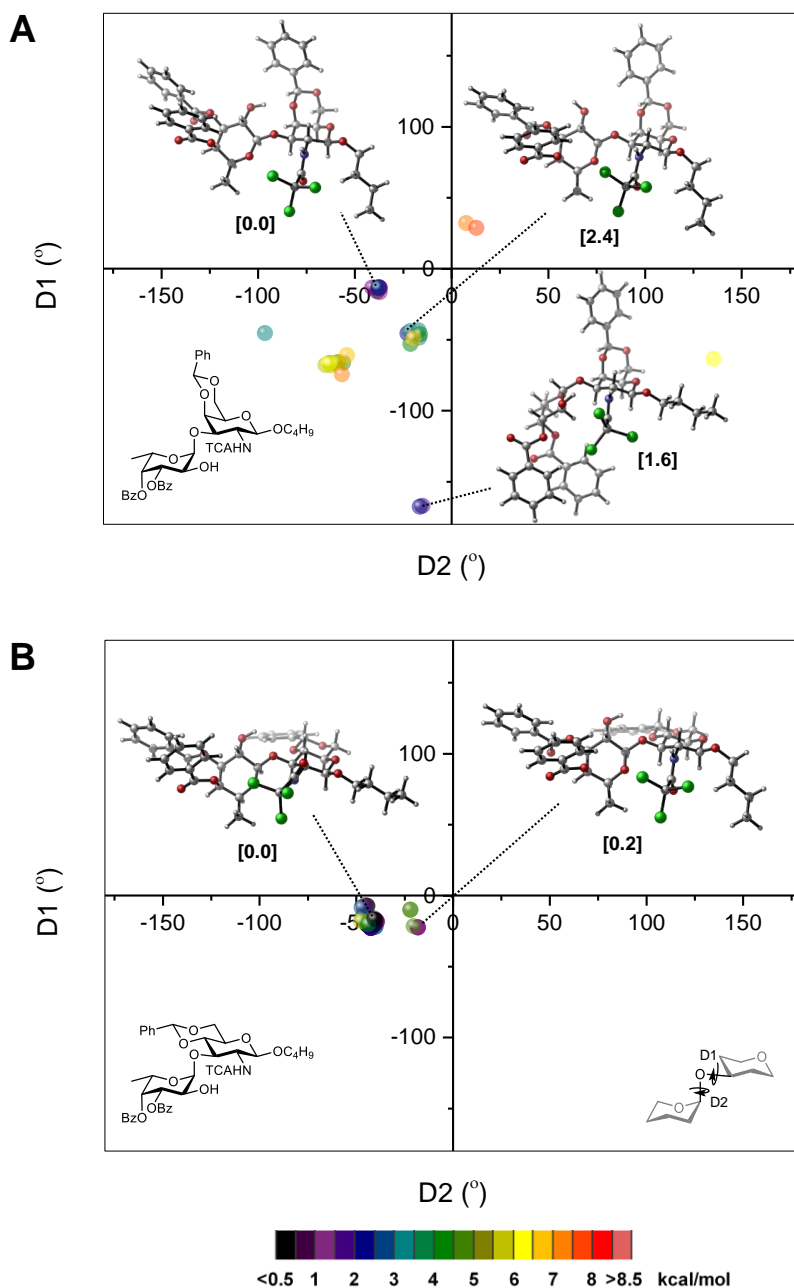 A
100
[0.0]
[2.4]
D1 (°)
0
-150
-100
-50
0
50
100
150
Ph
O
O
O
O
OC4H9
TCAHN
O
O
OH
BzO
OBz
-100
[1.6]
D2 (°)
B
100
[0.0]
[0.2]
D1 (°)
0
-150
-100
-50
0
50
100
150
-100
Ph
O
O
O
O
OC4H9
TCAHN
O
O
OH
BzO
OBz
D1
O
O
O
D2
D2 (°)
<0.5 1 2 3 4 5 6 7 8 >8.5 kcal/mol